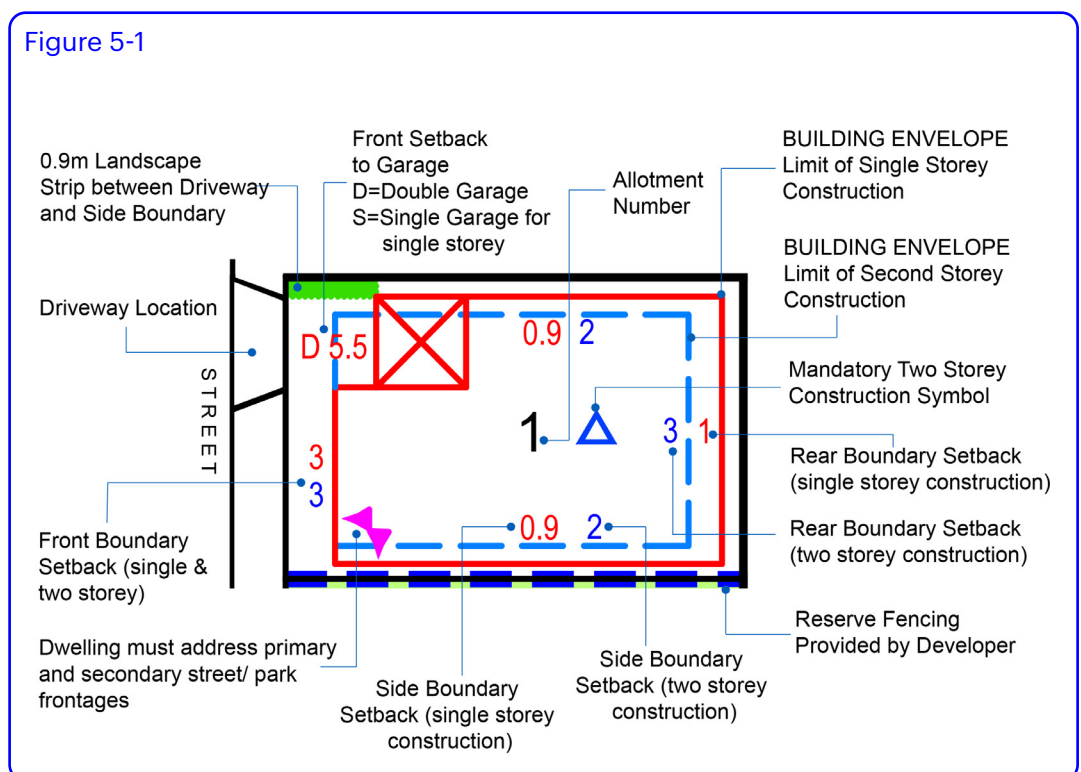 Figure 5-1
0.9m Landscape
Strip between Driveway
and Side Boundary
Front Setback
to Garage
D=Double Garage
S=Single Garage for
single storey
Allotment
Number
BUILDING ENVELOPE
Limit of Single Storey
Construction
BUILDING ENVELOPE
Limit of Second Storey
Construction
Driveway Location
D 5.5
0.9 2
Mandatory Two Storey
Construction Symbol
STREET
1
3 1
3
3
Rear Boundary Setback
(single storey construction)
0.9 2
Rear Boundary Setback
(two storey construction)
Front Boundary
Setback (single &
two storey)
Reserve Fencing
Provided by Developer
Dwelling must address primary
and secondary street/ park
frontages
Side Boundary
Setback (single storey
construction)
Side Boundary
Setback (two storey
construction)